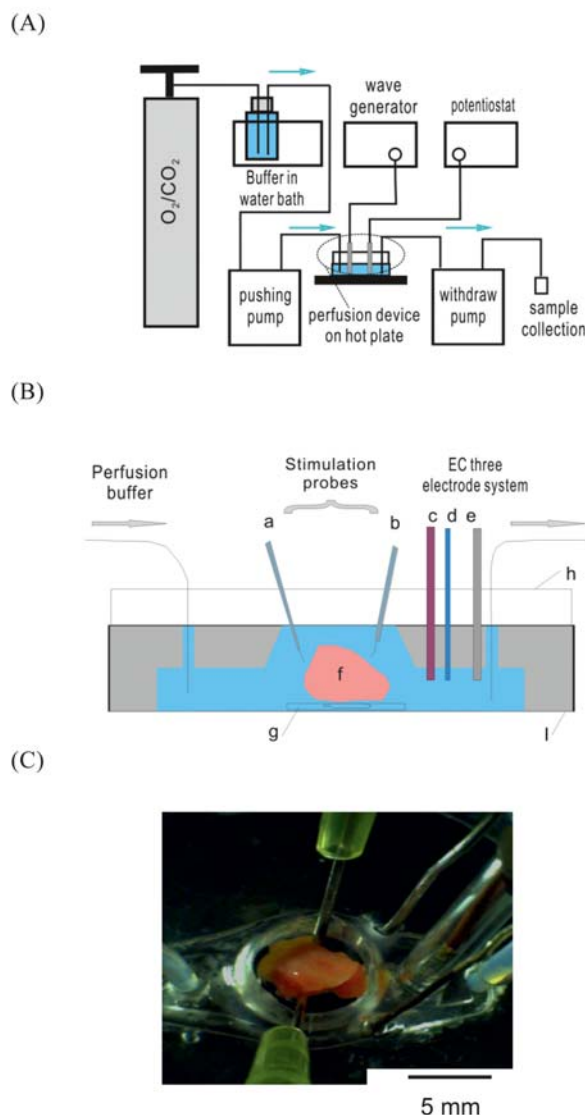 (A)
O₂/CO₂
Buffer in
water bath
wave
generator
potentiostat
pushing
pump
perfusion device
on hot plate
withdraw
pump
sample
collection
(B)
Perfusion
buffer
Stimulation
probes
EC three
electrode system
a
b
c d e
h
f
g
l
(C)
5 mm